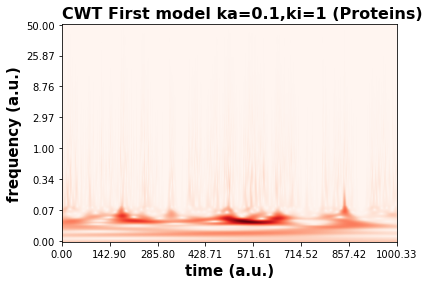 CWT First model ka=0.1,ki=1 (Proteins)
50.00
25.87
8.76
2.97
1.00
0.34
0.07
0.00
frequency (a.u.)
0.00 142.90 285.80 428.71 571.61 714.52 857.42 1000.33
time (a.u.)